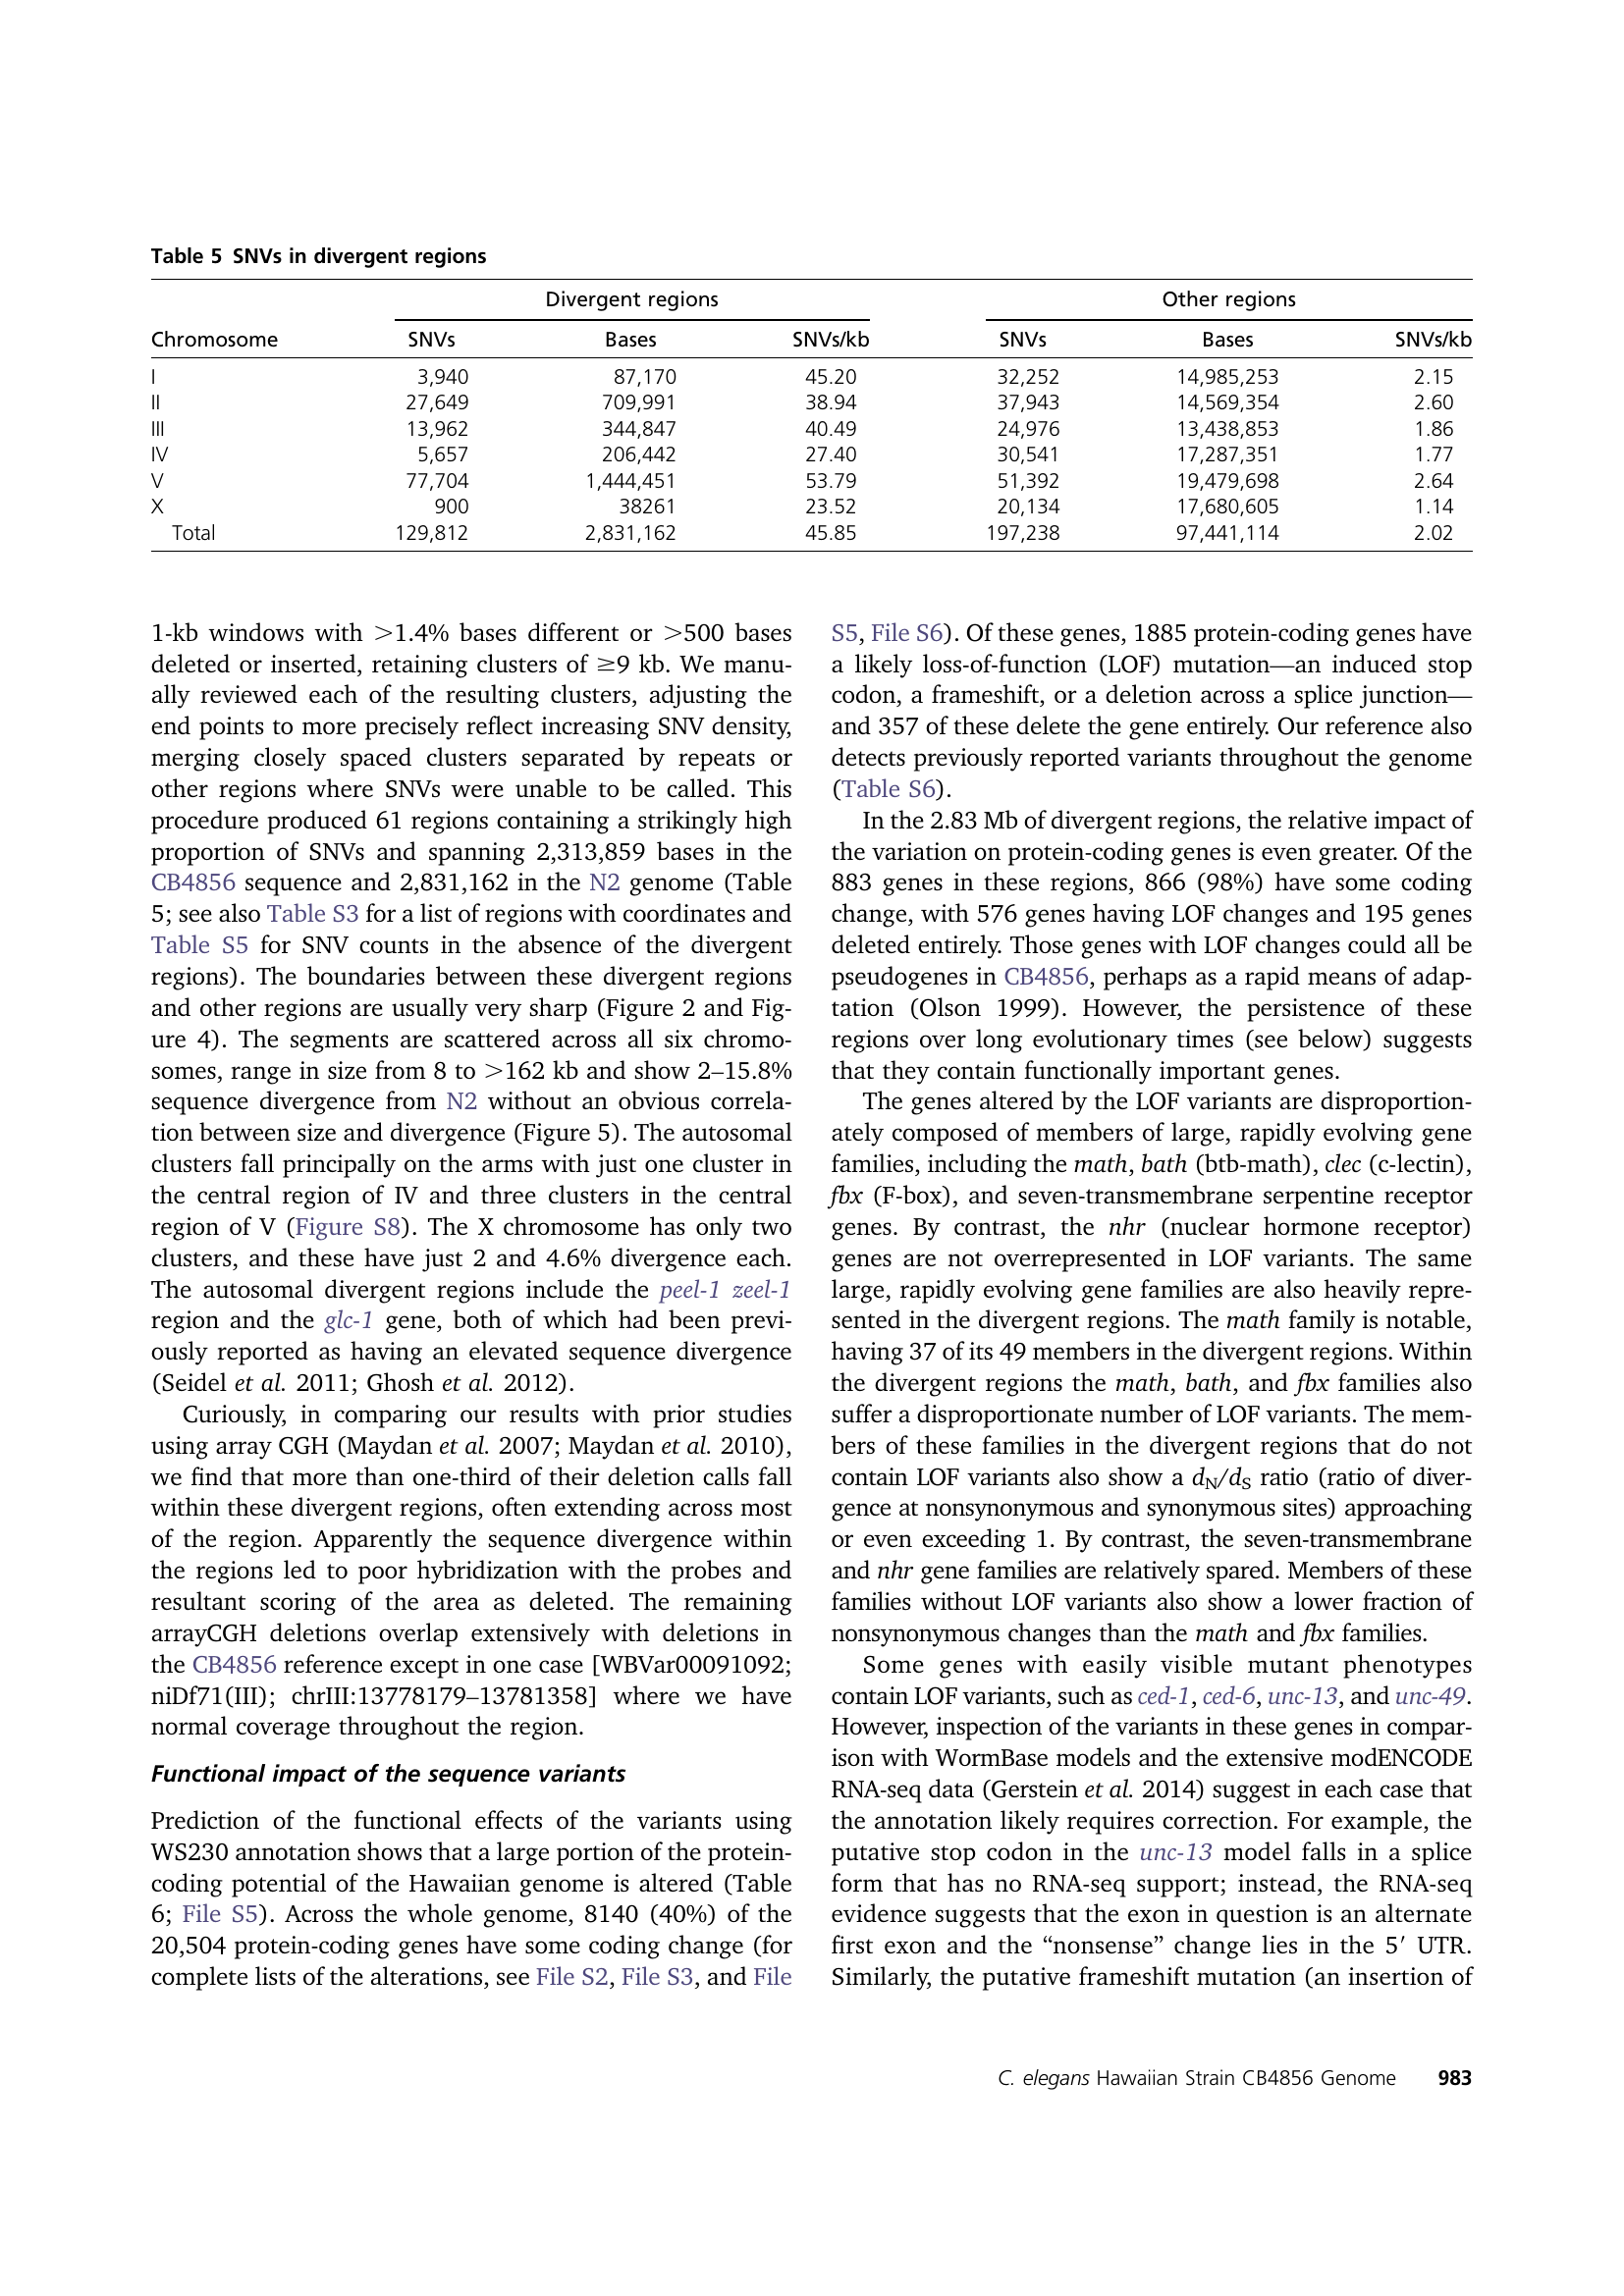 Table 5 SNVs in divergent regions
Divergent regions Other regions
Chromosome SNVs Bases SNVs/kb SNVs Bases SNVs/kb
I 3,940 87,170 45.20 32,252 14,985,253 2.15
II 27,649 709,991 38.94 37,943 14,569,354 2.60
III 13,962 344,847 40.49 24,976 13,438,853 1.86
IV 5,657 206,442 27.40 30,541 17,287,351 1.77
V 77,704 1,444,451 53.79 51,392 19,479,698 2.64
X 900 38261 23.52 20,134 17,680,605 1.14
Total 129,812 2,831,162 45.85 197,238 97,441,114 2.02
1-kb windows with >1.4% bases different or >500 bases
deleted or inserted, retaining clusters of ≥9 kb. We manu-
ally reviewed each of the resulting clusters, adjusting the
end points to more precisely reflect increasing SNV density,
merging closely spaced clusters separated by repeats or
other regions where SNVs were unable to be called. This
procedure produced 61 regions containing a strikingly high
proportion of SNVs and spanning 2,313,859 bases in the
CB4856 sequence and 2,831,162 in the N2 genome (Table
5; see also Table S3 for a list of regions with coordinates and
Table S5 for SNV counts in the absence of the divergent
regions). The boundaries between these divergent regions
and other regions are usually very sharp (Figure 2 and Fig-
ure 4). The segments are scattered across all six chromo-
somes, range in size from 8 to >162 kb and show 2–15.8%
sequence divergence from N2 without an obvious correla-
tion between size and divergence (Figure 5). The autosomal
clusters fall principally on the arms with just one cluster in
the central region of IV and three clusters in the central
region of V (Figure S8). The X chromosome has only two
clusters, and these have just 2 and 4.6% divergence each.
The autosomal divergent regions include the peel-1 zeel-1
region and the glc-1 gene, both of which had been previ-
ously reported as having an elevated sequence divergence
(Seidel et al. 2011; Ghosh et al. 2012).
Curiously, in comparing our results with prior studies
using array CGH (Maydan et al. 2007; Maydan et al. 2010),
we find that more than one-third of their deletion calls fall
within these divergent regions, often extending across most
of the region. Apparently the sequence divergence within
the regions led to poor hybridization with the probes and
resultant scoring of the area as deleted. The remaining
arrayCGH deletions overlap extensively with deletions in
the CB4856 reference except in one case [WBVar00091092;
niDf71(III); chrIII:13778179–13781358] where we have
normal coverage throughout the region.
Functional impact of the sequence variants
Prediction of the functional effects of the variants using
WS230 annotation shows that a large portion of the protein-
coding potential of the Hawaiian genome is altered (Table
6; File S5). Across the whole genome, 8140 (40%) of the
20,504 protein-coding genes have some coding change (for
complete lists of the alterations, see File S2, File S3, and File
S5, File S6). Of these genes, 1885 protein-coding genes have
a likely loss-of-function (LOF) mutation—an induced stop
codon, a frameshift, or a deletion across a splice junction—
and 357 of these delete the gene entirely. Our reference also
detects previously reported variants throughout the genome
(Table S6).
In the 2.83 Mb of divergent regions, the relative impact of
the variation on protein-coding genes is even greater. Of the
883 genes in these regions, 866 (98%) have some coding
change, with 576 genes having LOF changes and 195 genes
deleted entirely. Those genes with LOF changes could all be
pseudogenes in CB4856, perhaps as a rapid means of adap-
tation (Olson 1999). However, the persistence of these
regions over long evolutionary times (see below) suggests
that they contain functionally important genes.
The genes altered by the LOF variants are disproportion-
ately composed of members of large, rapidly evolving gene
families, including the math, bath (btb-math), clec (c-lectin),
fbx (F-box), and seven-transmembrane serpentine receptor
genes. By contrast, the nhr (nuclear hormone receptor)
genes are not overrepresented in LOF variants. The same
large, rapidly evolving gene families are also heavily repre-
sented in the divergent regions. The math family is notable,
having 37 of its 49 members in the divergent regions. Within
the divergent regions the math, bath, and fbx families also
suffer a disproportionate number of LOF variants. The mem-
bers of these families in the divergent regions that do not
contain LOF variants also show a dN/dS ratio (ratio of diver-
gence at nonsynonymous and synonymous sites) approaching
or even exceeding 1. By contrast, the seven-transmembrane
and nhr gene families are relatively spared. Members of these
families without LOF variants also show a lower fraction of
nonsynonymous changes than the math and fbx families.
Some genes with easily visible mutant phenotypes
contain LOF variants, such as ced-1, ced-6, unc-13, and unc-49.
However, inspection of the variants in these genes in compar-
ison with WormBase models and the extensive modENCODE
RNA-seq data (Gerstein et al. 2014) suggest in each case that
the annotation likely requires correction. For example, the
putative stop codon in the unc-13 model falls in a splice
form that has no RNA-seq support; instead, the RNA-seq
evidence suggests that the exon in question is an alternate
first exon and the “nonsense” change lies in the 5′ UTR.
Similarly, the putative frameshift mutation (an insertion of
C. elegans Hawaiian Strain CB4856 Genome 983